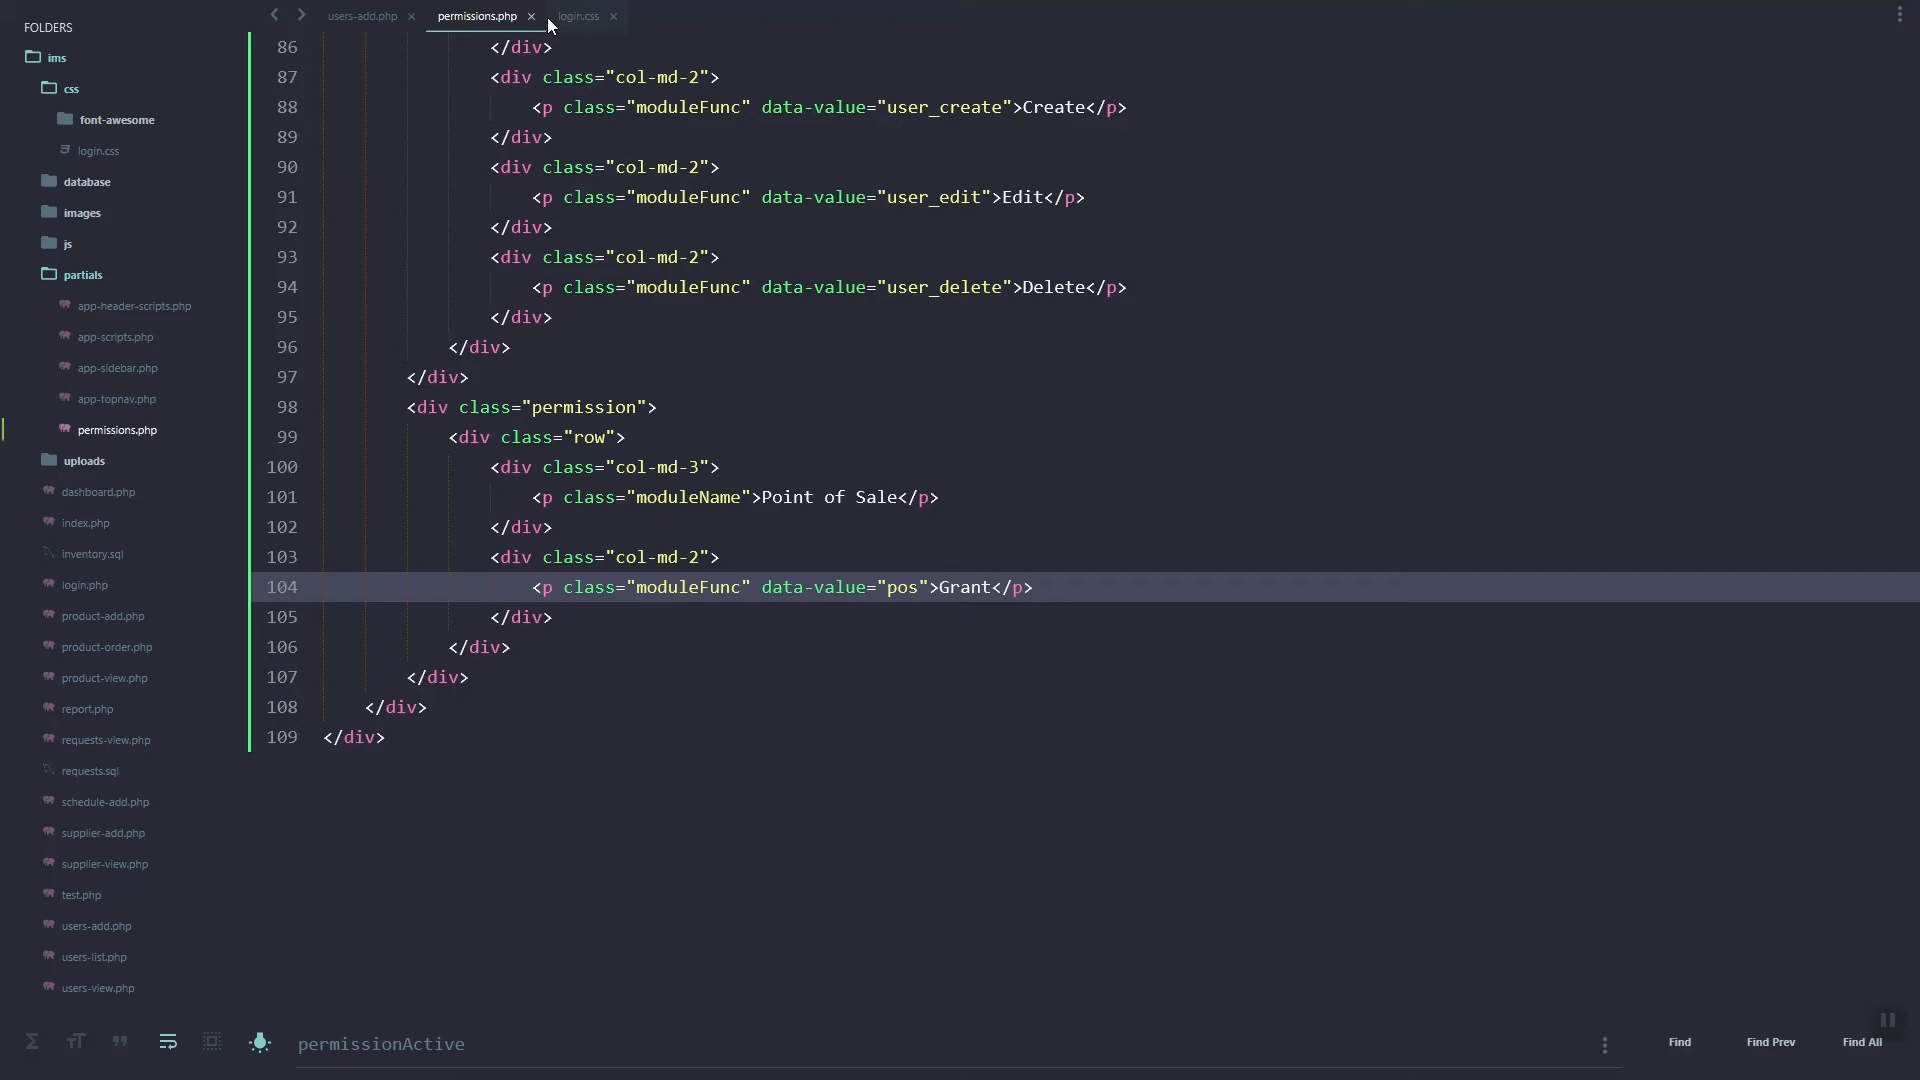 FOLDERS
ims
css
font-awesome
login.css
database
images
js
partials
app-header-scripts.php
app-scripts.php
app-sidebar.php
app-topnav.php
permissions.php
uploads
dashboard.php
index.php
inventory.sql
login.php
product-add.php
product-order.php
product-view.php
report.php
requests-view.php
requests.sql
schedule-add.php
supplier-add.php
supplier-view.php
test.php
users-add.php
users-list.php
users-view.php
users-add.php × permissions.php × login.css ×
86 </div>
87 <div class="col-md-2">
88 <p class="moduleFunc" data-value="user_create">Create</p>
89 </div>
90 <div class="col-md-2">
91 <p class="moduleFunc" data-value="user_edit">Edit</p>
92 </div>
93 <div class="col-md-2">
94 <p class="moduleFunc" data-value="user_delete">Delete</p>
95 </div>
96 </div>
97 </div>
98 <div class="permission">
99 <div class="row">
100 <div class="col-md-3">
101 <p class="moduleName">Point of Sale</p>
102 </div>
103 <div class="col-md-2">
104 <p class="moduleFunc" data-value="pos">Grant</p>
105 </div>
106 </div>
107 </div>
108 </div>
109 </div>
permissionActive
Find Find Prev Find All